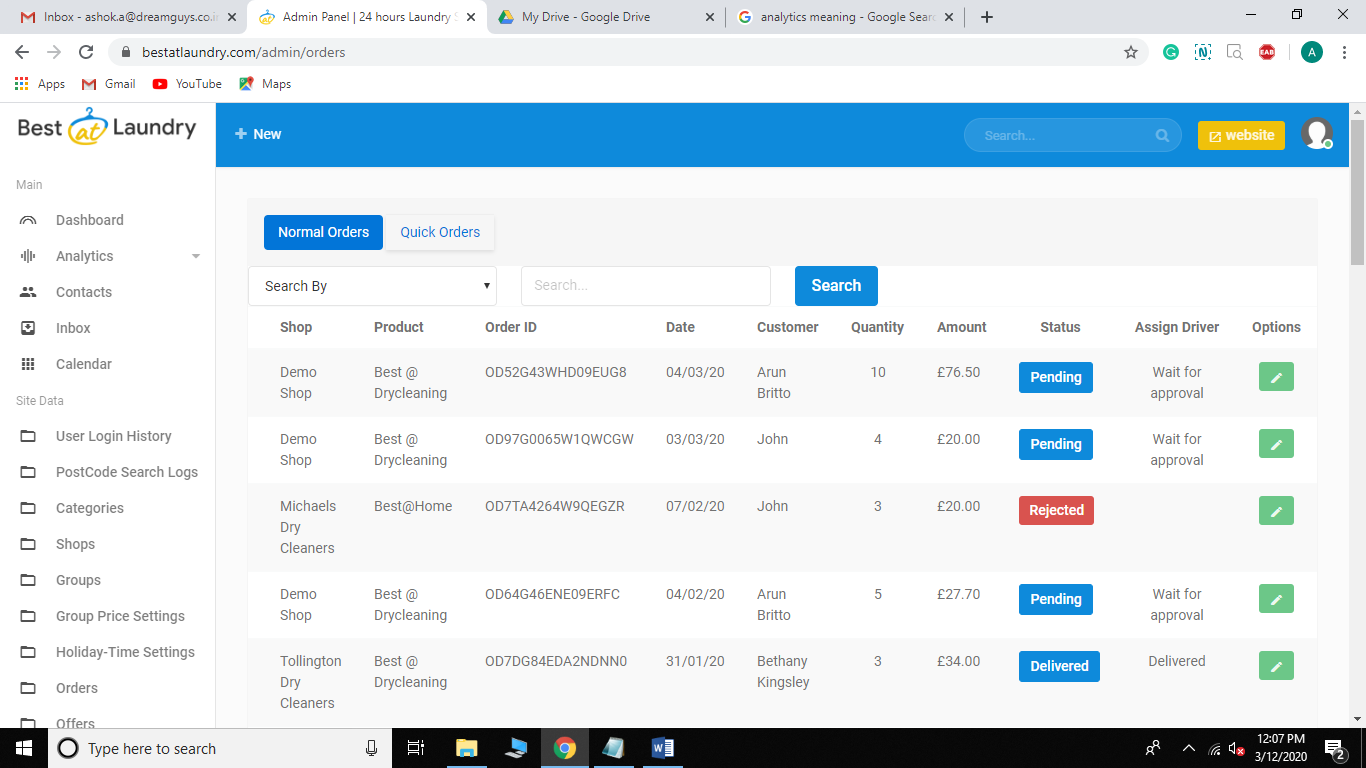 Inbox - ashok.a@dreamguys.co.in
Admin Panel | 24 hours Laundry S
My Drive - Google Drive
analytics meaning - Google Searc
bestatlaundry.com/admin/orders
EAB
A
Apps
Gmail
YouTube
Maps
Best at Laundry
New
Search...
website
Main
Dashboard
Analytics
Contacts
Inbox
Calendar
Site Data
User Login History
PostCode Search Logs
Categories
Shops
Groups
Group Price Settings
Holiday-Time Settings
Orders
Offers
Normal Orders
Quick Orders
Search By
Search...
Search
Shop Product Order ID Date Customer Quantity Amount Status Assign Driver Options
Demo Best @ OD52G43WHD09EUG8 04/03/20 Arun 10 £76.50 Pending Wait for
Shop Drycleaning Britto approval
Demo Best @ OD97G0065W1QWCGW 03/03/20 John 4 £20.00 Pending Wait for
Shop Drycleaning approval
Michaels Best@Home OD7TA4264W9QEGZR 07/02/20 John 3 £20.00 Rejected
Dry
Cleaners
Demo Best @ OD64G46ENE09ERFC 04/02/20 Arun 5 £27.70 Pending Wait for
Shop Drycleaning Britto approval
Tollington Best @ OD7DG84EDA2NDNN0 31/01/20 Bethany 3 £34.00 Delivered Delivered
Dry Drycleaning Kingsley
Cleaners
Type here to search
12:07 PM
3/12/2020
2